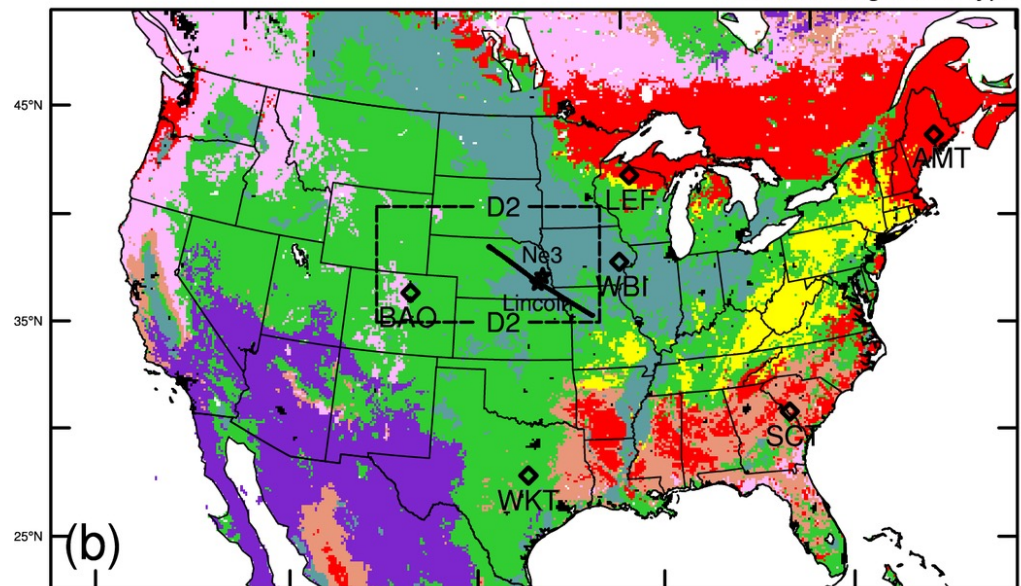 45°N
AMT
LEF
D2
Ne3
WBI
Lincoln
BAO
35°N
D2
SCT
WKT
25°N
(b)